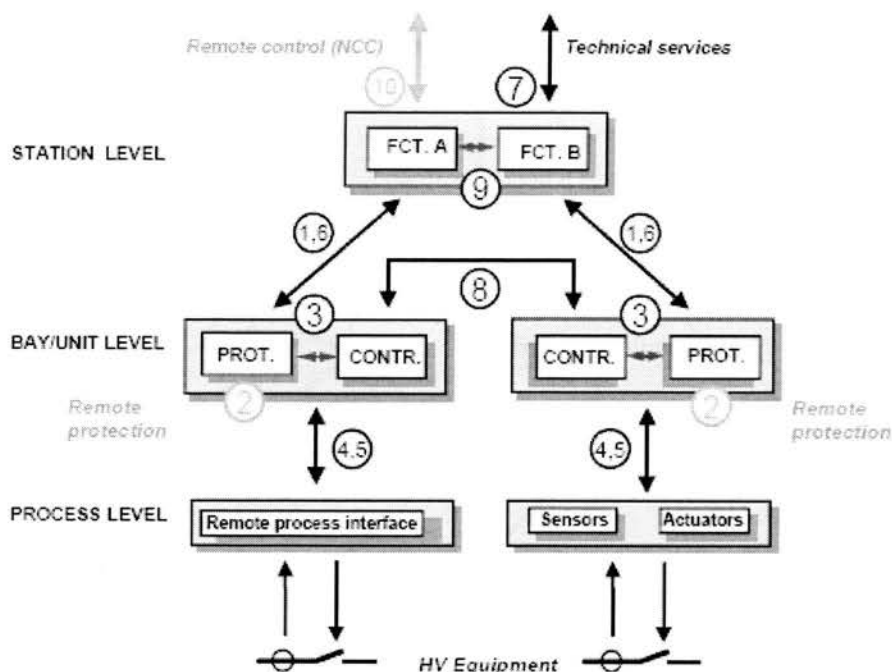 Remote control (NCC)
Technical services
10
7
STATION LEVEL
FCT. A
FCT. B
9
1,6
1,6
8
3
3
BAY/UNIT LEVEL
PROT.
CONTR.
CONTR.
PROT.
2
2
Remote
protection
Remote
protection
4,5
4,5
PROCESS LEVEL
Remote process interface
Sensors
Actuators
HV Equipment